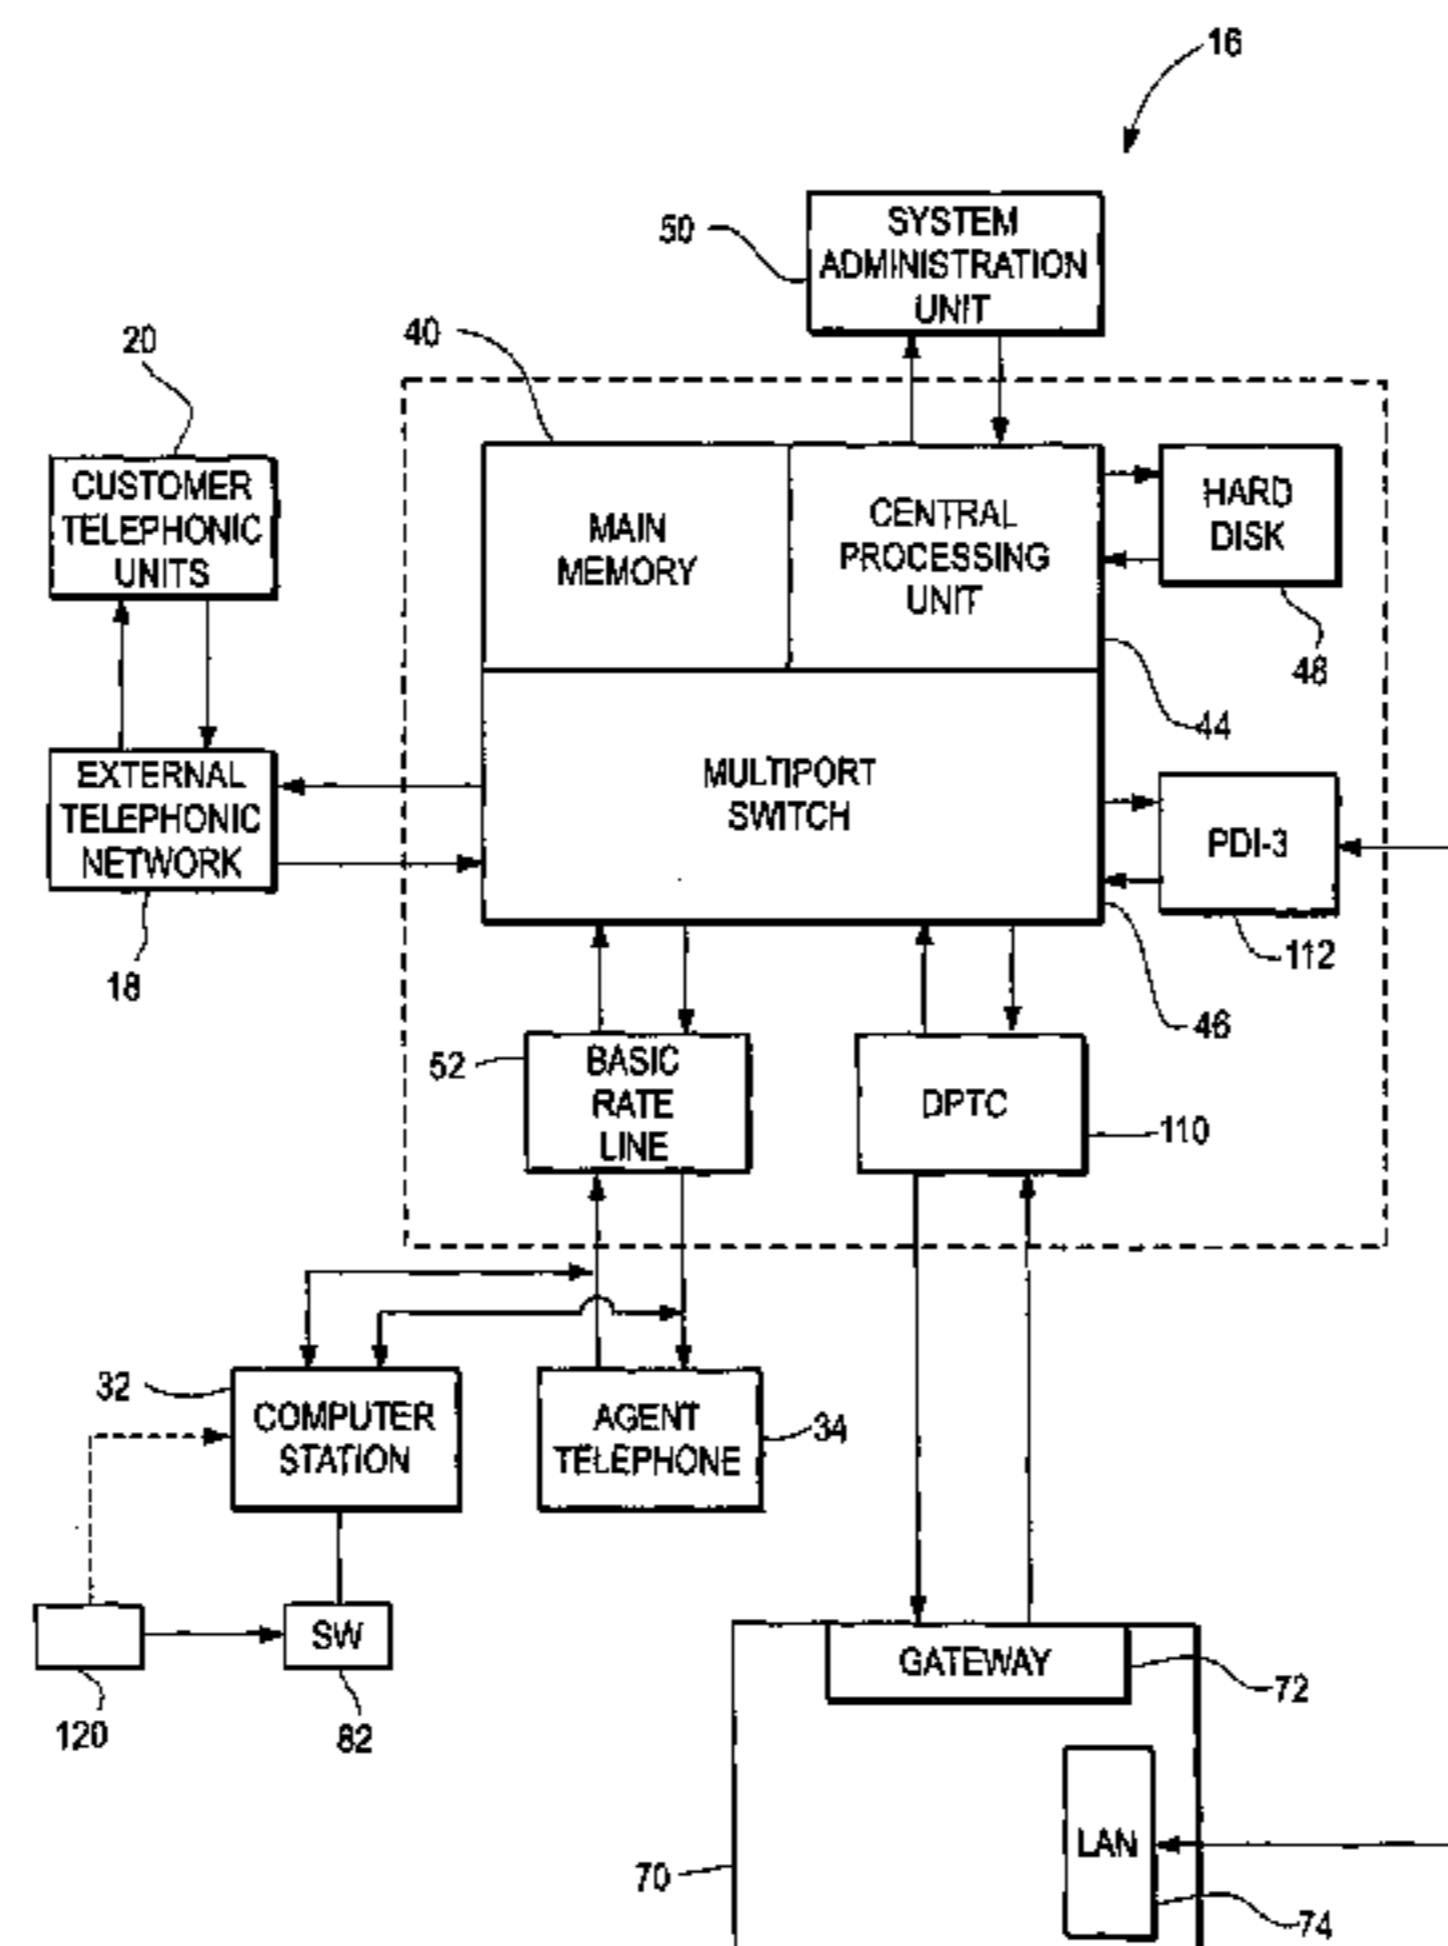 16
50
SYSTEM
ADMINISTRATION
UNIT
20
40
CUSTOMER
TELEPHONIC
UNITS
MAIN
MEMORY
CENTRAL
PROCESSING
UNIT
HARD
DISK
48
44
EXTERNAL
TELEPHONIC
NETWORK
18
MULTIPORT
SWITCH
PDI-3
112
46
52
BASIC
RATE
LINE
DPTC
110
32
COMPUTER
STATION
AGENT
TELEPHONE
34
SW
120
82
GATEWAY
72
LAN
70
74